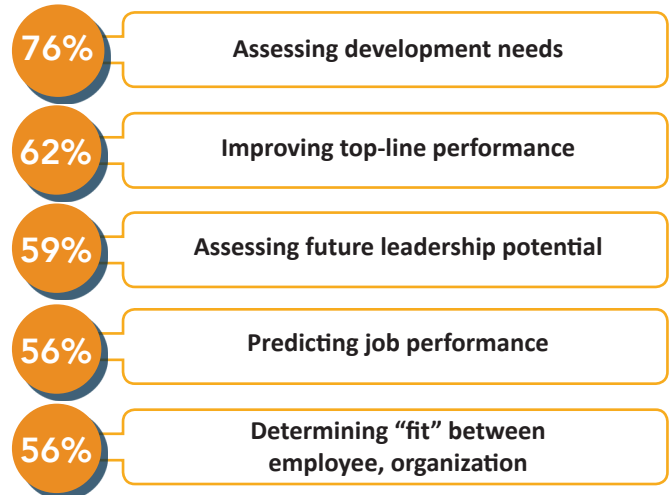 76%
Assessing development needs
62%
Improving top-line performance
59%
Assessing future leadership potential
56%
Predicting job performance
56%
Determining “fit” between
employee, organization